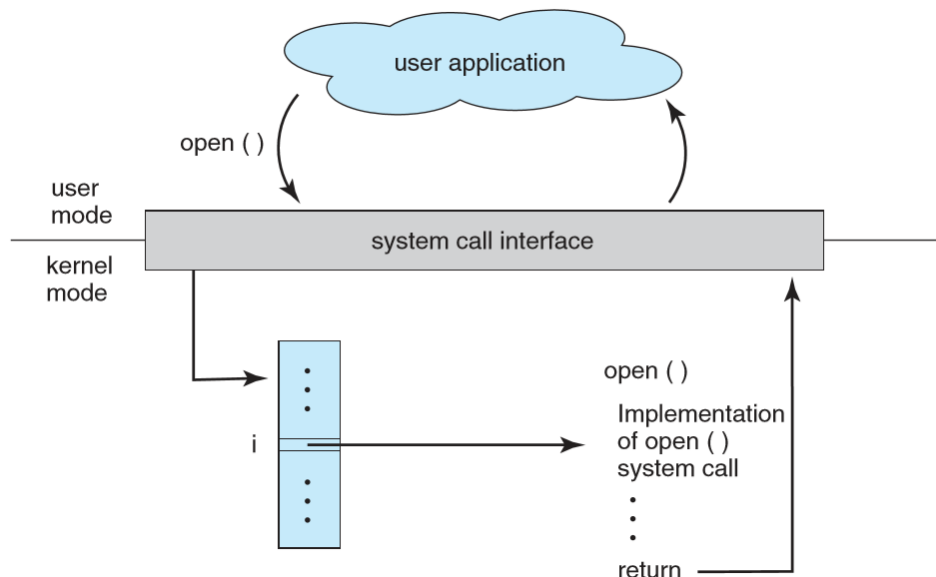 user application
open ( )
user
mode
system call interface
kernel
mode
open ( )
i
Implementation
of open ( )
system call
return